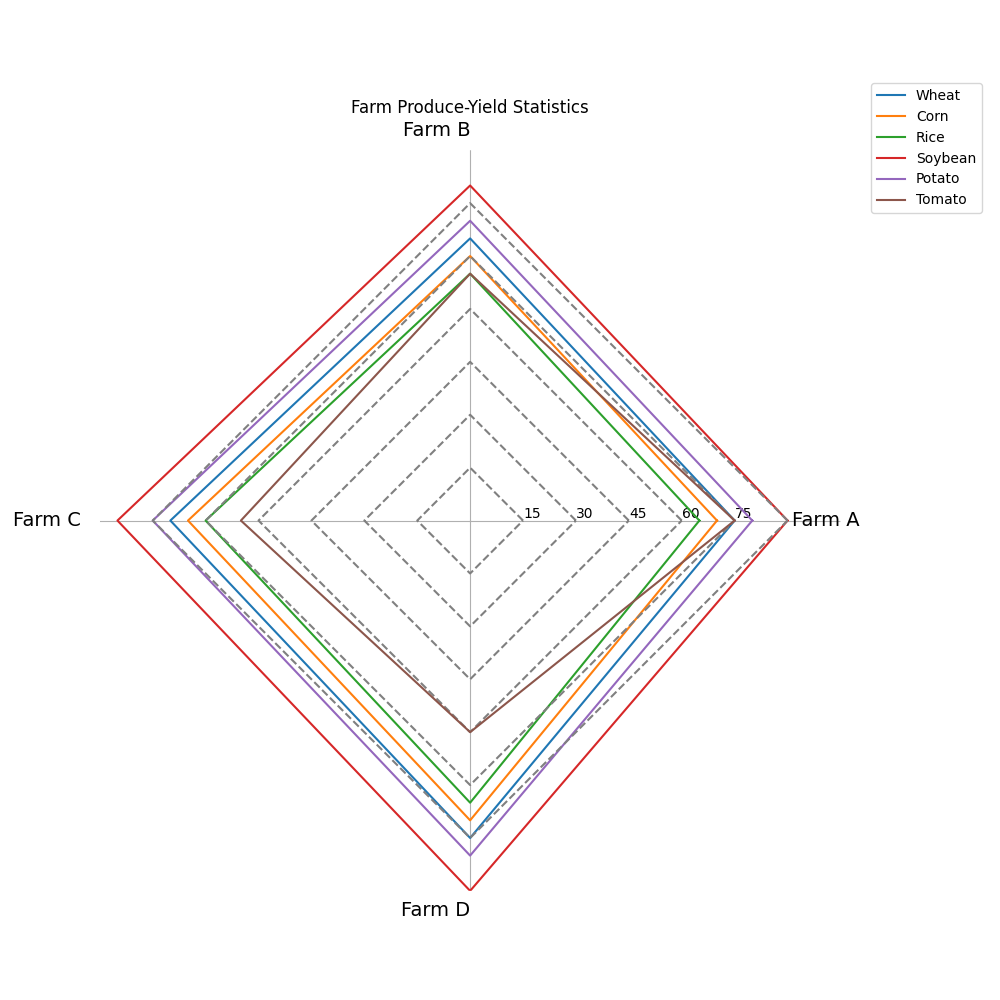 Farm Produce-Yield Statistics
Farm B
Wheat
Corn
Rice
Soybean
Potato
Tomato
Farm C
15
30
45
60
75
Farm A
Farm D